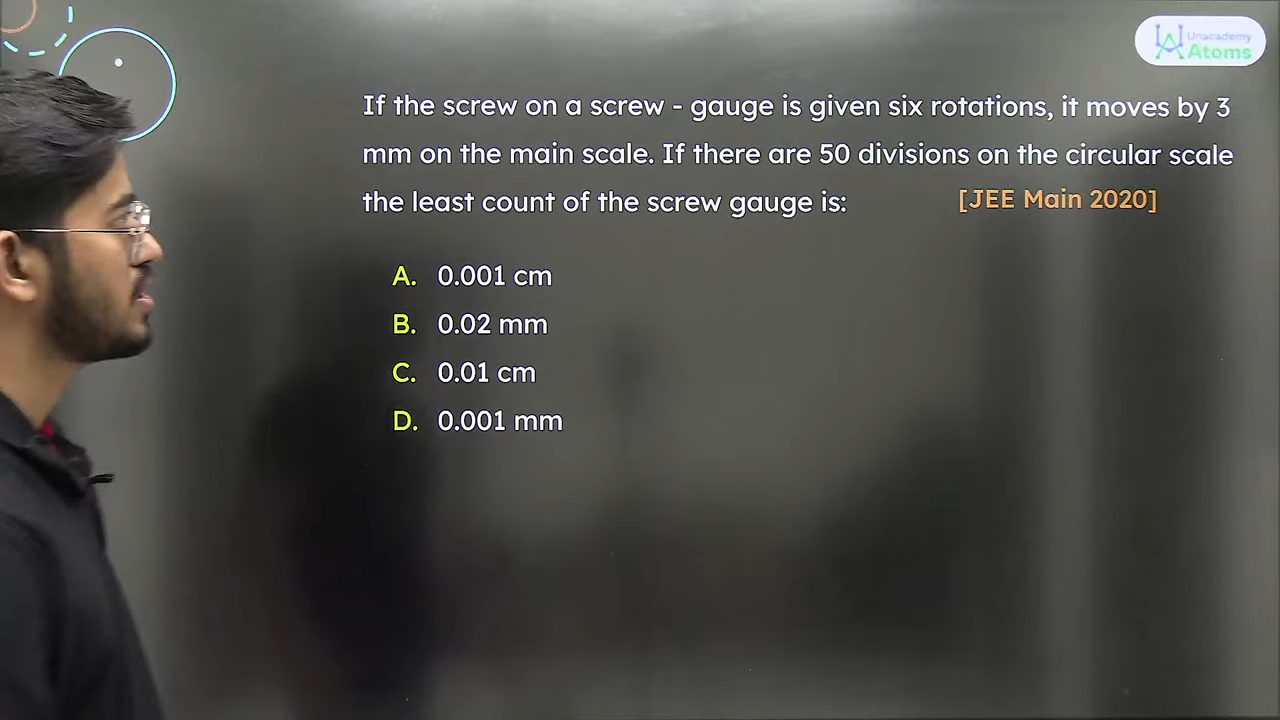 Unacademy
Atoms
If the screw on a screw - gauge is given six rotations, it moves by 3
mm on the main scale. If there are 50 divisions on the circular scale
the least count of the screw gauge is: [JEE Main 2020]
A. 0.001 cm
B. 0.02 mm
C. 0.01 cm
D. 0.001 mm